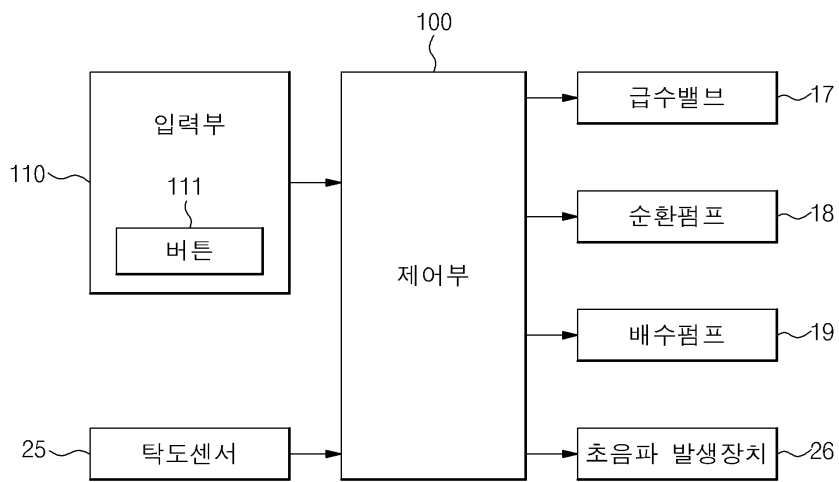 100
입력부
110
111
버튼
제어부
급수밸브
17
순환펌프
18
배수펌프
19
25
탁도센서
초음파 발생장치
26